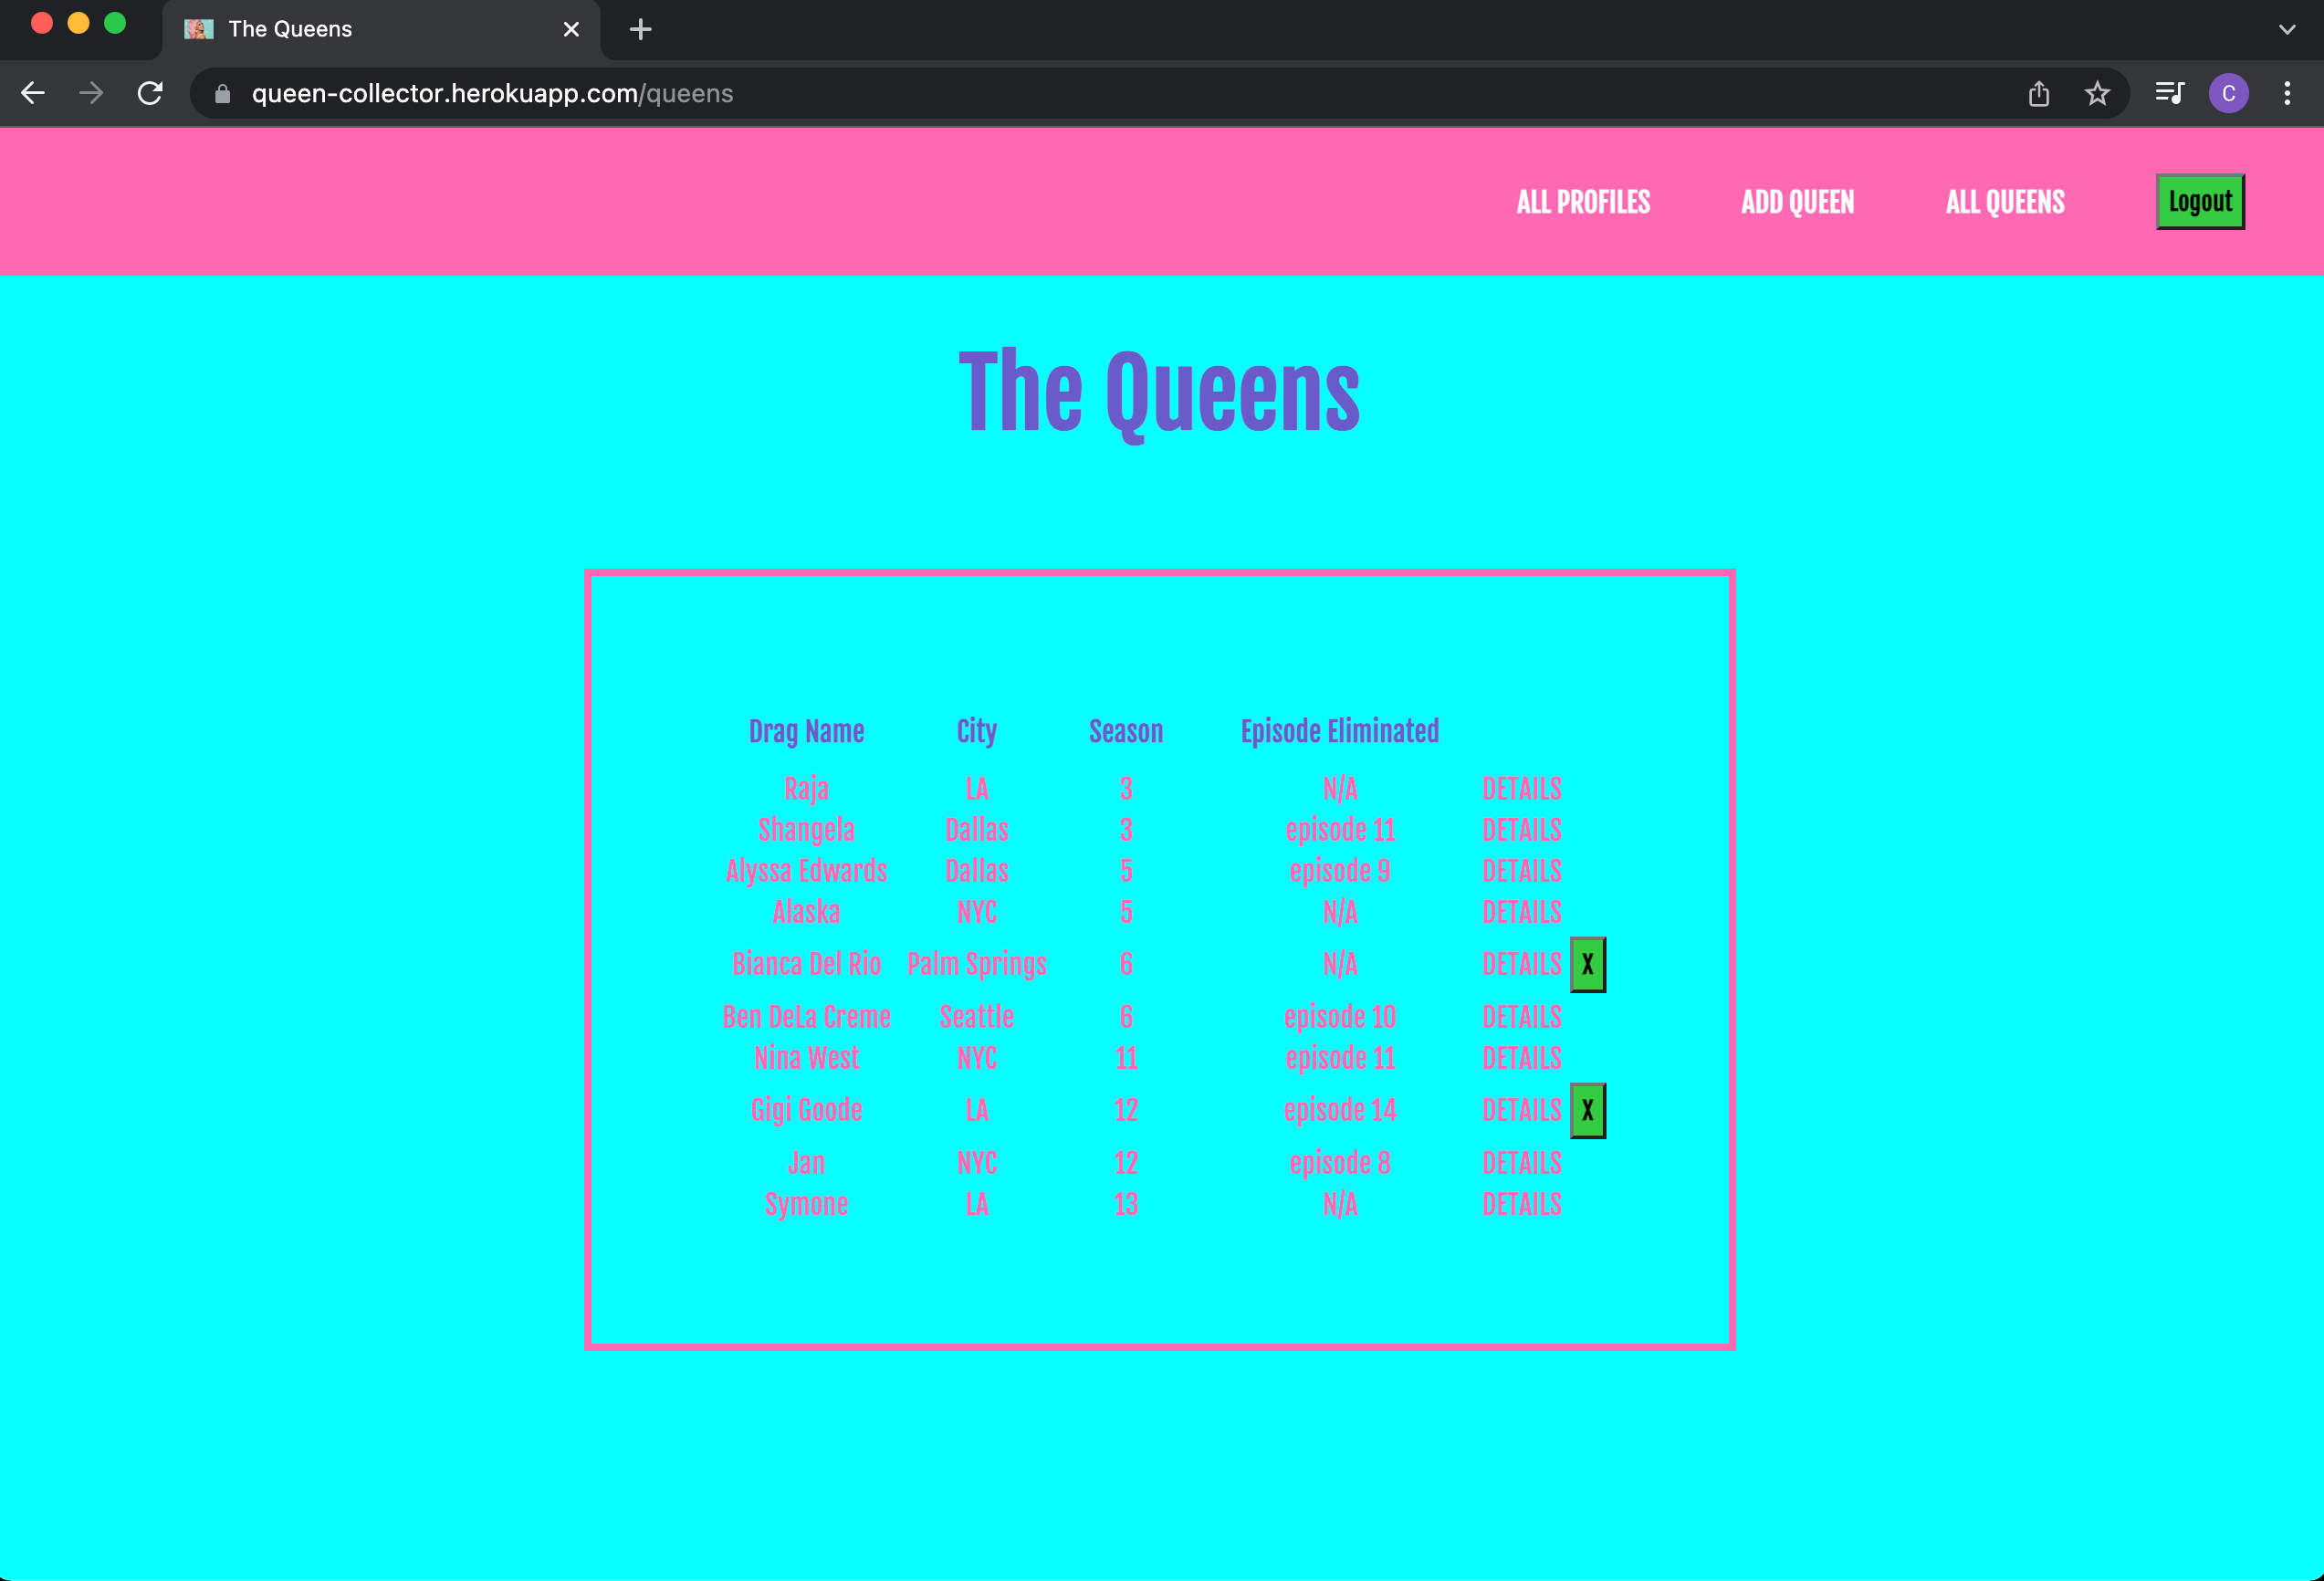 The Queens
queen-collector.herokuapp.com/queens
C
ALL PROFILES ADD QUEEN ALL QUEENS Logout
The Queens
Drag Name City Season Episode Eliminated
Raja LA 3 N/A DETAILS
Shangela Dallas 3 episode 11 DETAILS
Alyssa Edwards Dallas 5 episode 9 DETAILS
Alaska NYC 5 N/A DETAILS
Bianca Del Rio Palm Springs 6 N/A DETAILS X
Ben DeLa Creme Seattle 6 episode 10 DETAILS
Nina West NYC 11 episode 11 DETAILS
Gigi Goode LA 12 episode 14 DETAILS X
Jan NYC 12 episode 8 DETAILS
Symone LA 13 N/A DETAILS